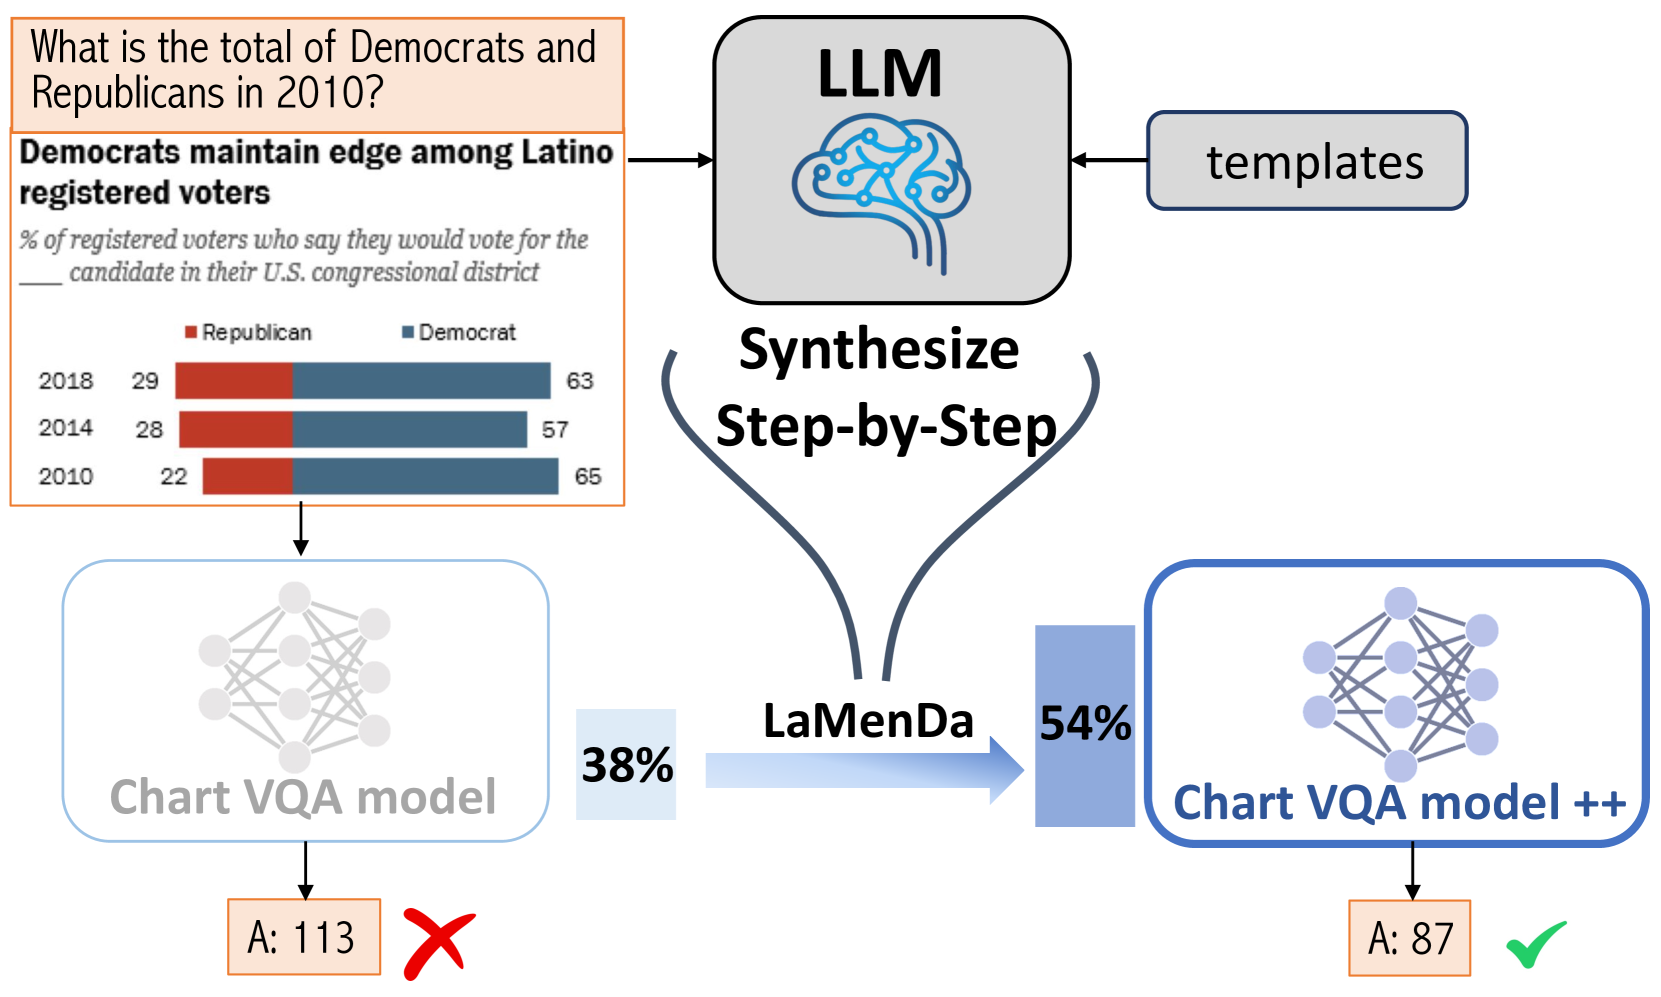 What is the total of Democrats and
Republicans in 2010?
Democrats maintain edge among Latino
registered voters
% of registered voters who say they would vote for the
___ candidate in their U.S. congressional district
Republican Democrat
2018 29 63
2014 28 57
2010 22 65
LLM
templates
Synthesize
Step-by-Step
LaMenDa
38%
54%
Chart VQA model
Chart VQA model ++
A: 113
A: 87